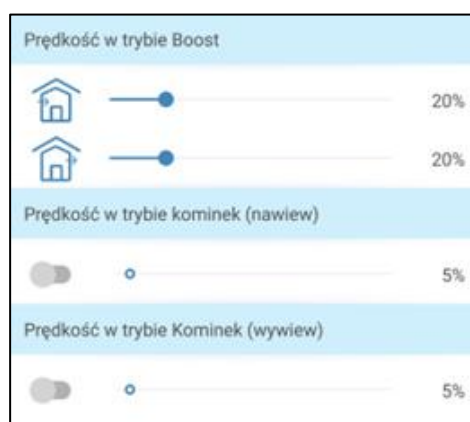 Prędkość w trybie Boost
20%
20%
Prędkość w trybie kominek (nawiew)
5%
Prędkość w trybie Kominek (wywiew)
5%